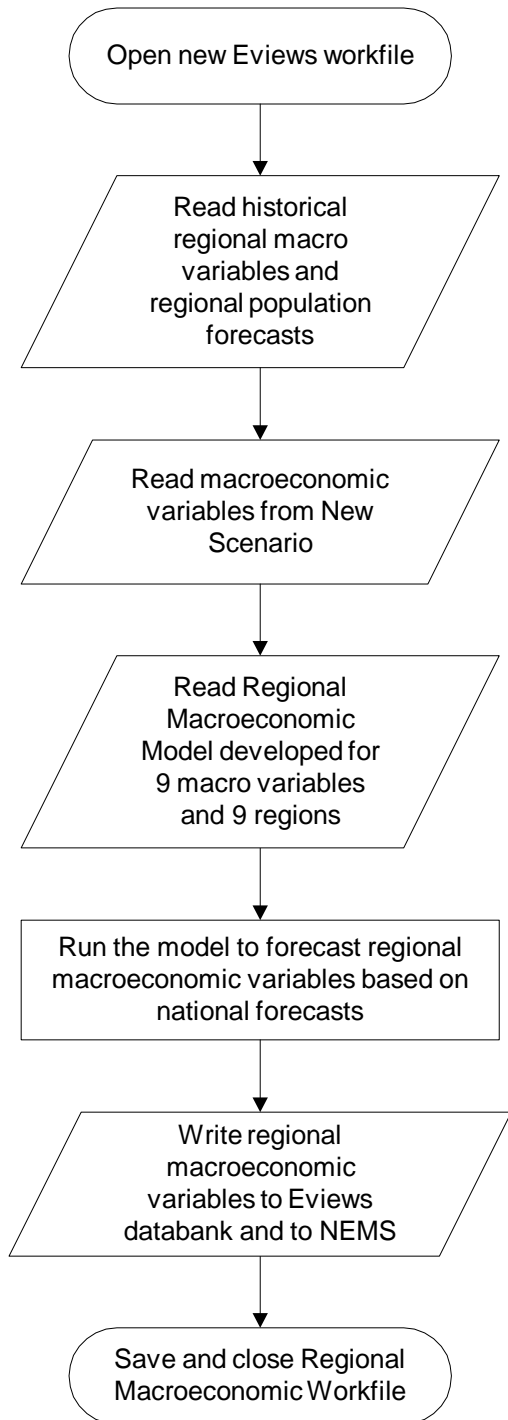 Open new Eviews workfile
Read historical
regional macro
variables and
regional population
forecasts
Read macroeconomic
variables from New
Scenario
Read Regional
Macroeconomic
Model developed for
9 macro variables
and 9 regions
Run the model to forecast regional
macroeconomic variables based on
national forecasts
Write regional
macroeconomic
variables to Eviews
databank and to NEMS
Save and close Regional
Macroeconomic Workfile